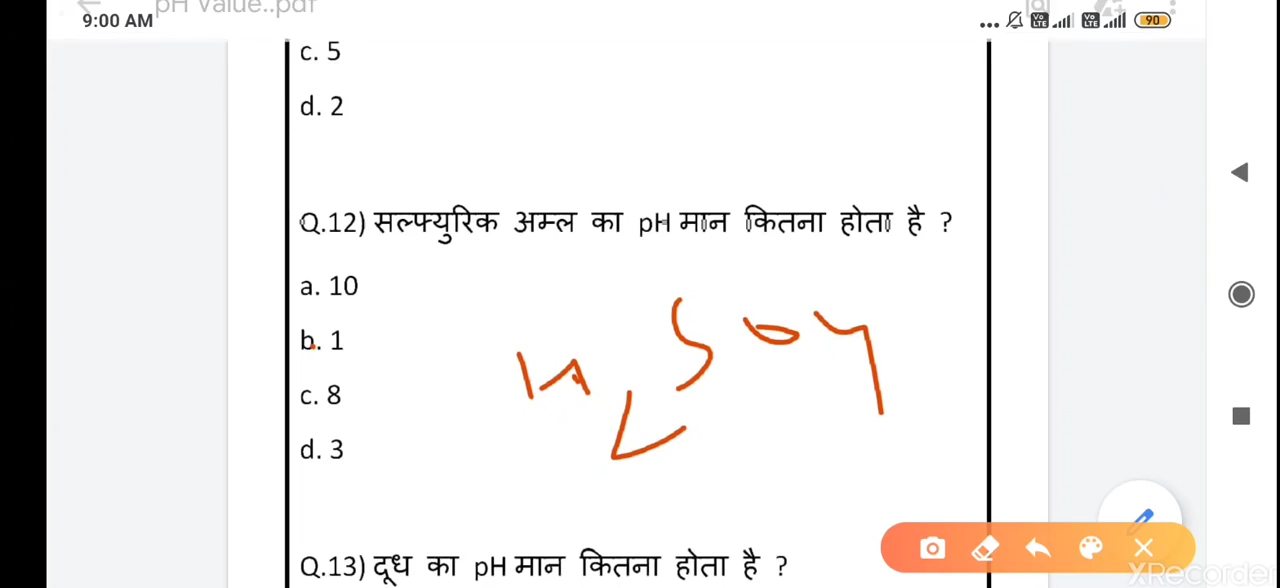 pH value..pdf
9:00 AM
90
c. 5
d. 2
Q.12) सल्फ्युरिक अम्ल का pH मान कितना होता है ?
a. 10
b. 1
c. 8
d. 3
H2SO4
Q.13) दूध का pH मान कितना होता है ?
XRecorder